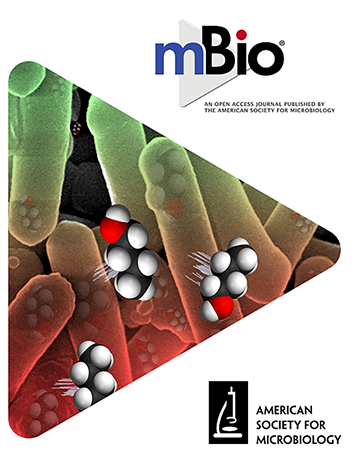 mBio®
AN OPEN ACCESS JOURNAL PUBLISHED BY
THE AMERICAN SOCIETY FOR MICROBIOLOGY
AMERICAN
SOCIETY FOR
MICROBIOLOGY